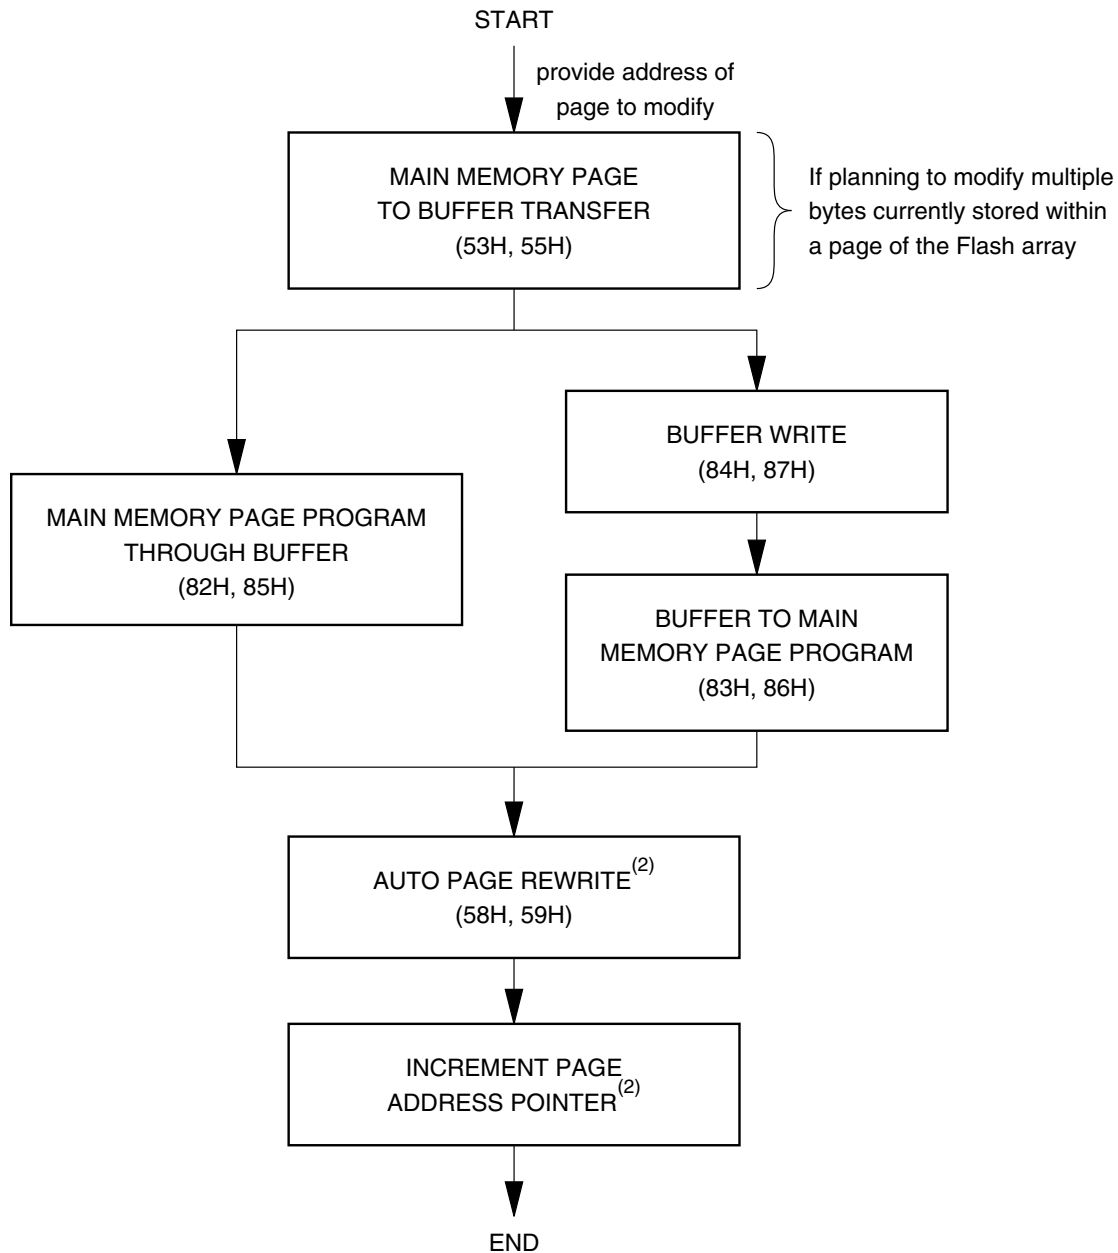 START
provide address of
page to modify
MAIN MEMORY PAGE
TO BUFFER TRANSFER
(53H, 55H)
If planning to modify multiple
bytes currently stored within
a page of the Flash array
BUFFER WRITE
(84H, 87H)
MAIN MEMORY PAGE PROGRAM
THROUGH BUFFER
(82H, 85H)
BUFFER TO MAIN
MEMORY PAGE PROGRAM
(83H, 86H)
AUTO PAGE REWRITE(2)
(58H, 59H)
INCREMENT PAGE
ADDRESS POINTER(2)
END